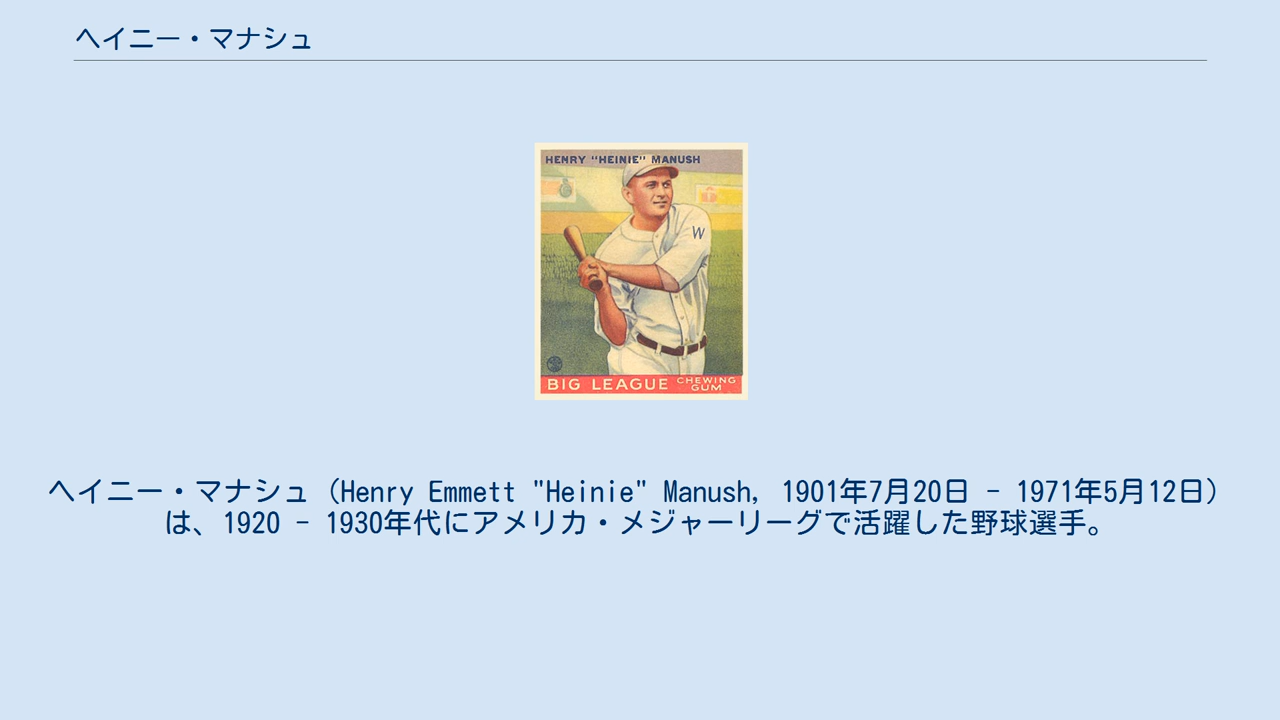 ヘイニー・マナシュ
HENRY "HEINIE" MANUSH
W
BIG LEAGUE CHEWING GUM
ヘイニー・マナシュ（Henry Emmett "Heinie" Manush, 1901年7月20日 - 1971年5月12日）
は、1920 - 1930年代にアメリカ・メジャーリーグで活躍した野球選手。